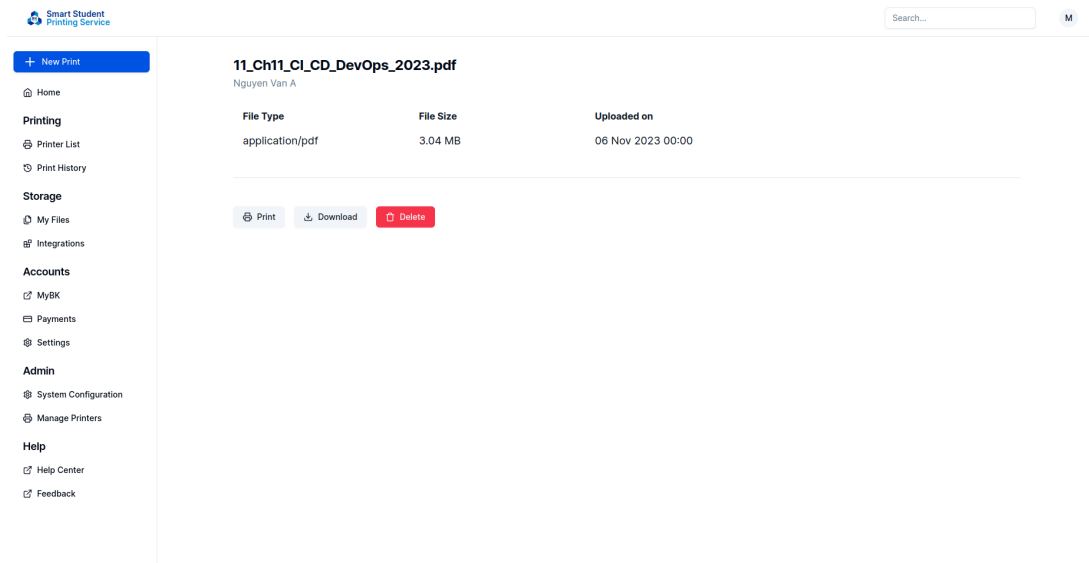 Smart Student
Printing Service
Search...
M
New Print
Home
Printing
Printer List
Print History
Storage
My Files
Integrations
Accounts
MyBK
Payments
Settings
Admin
System Configuration
Manage Printers
Help
Help Center
Feedback
11_Ch11_CI_CD_DevOps_2023.pdf
Nguyen Van A
File Type File Size Uploaded on
application/pdf 3.04 MB 06 Nov 2023 00:00
Print Download Delete